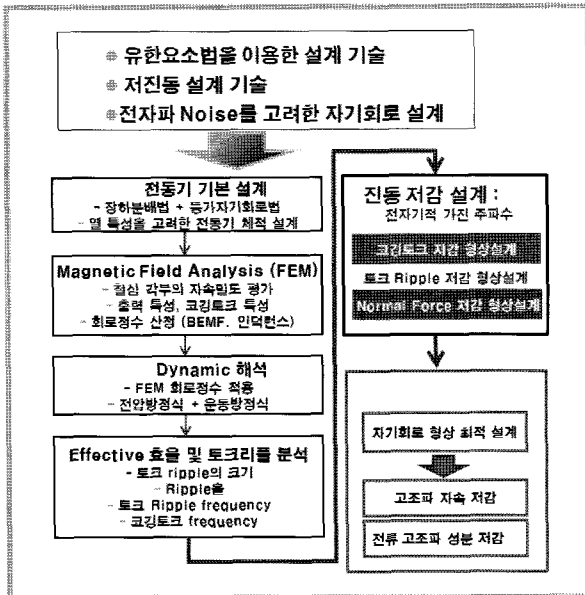 유한요소법을 이용한 설계 기술
저진동 설계 기술
전자파 Noise를 고려한 자기회로 설계
전동기 기본 설계
- 장하분배법 + 등가자기회로법
- 열 특성을 고려한 전동기 체적 설계
Magnetic Field Analysis (FEM)
- 철심 각부의 자속밀도 평가
- 출력 특성, 코깅토크 특성
- 회로정수 산정 (BEMF. 인덕턴스)
Dynamic 해석
- FEM 회로정수 적용
- 전압방정식 + 운동방정식
Effective 효율 및 토크리플 분석
- 토크 ripple의 크기
- Ripple율
- 토크 Ripple frequency
- 코깅토크 frequency
진동 저감 설계 :
전자기적 가진 주파수
코깅토크 저감 형상설계
토크 Ripple 저감 형상설계
Normal Force 저감 형상설계
자기회로 형상 최적 설계
고조파 자속 저감
전류 고조파 성분 저감